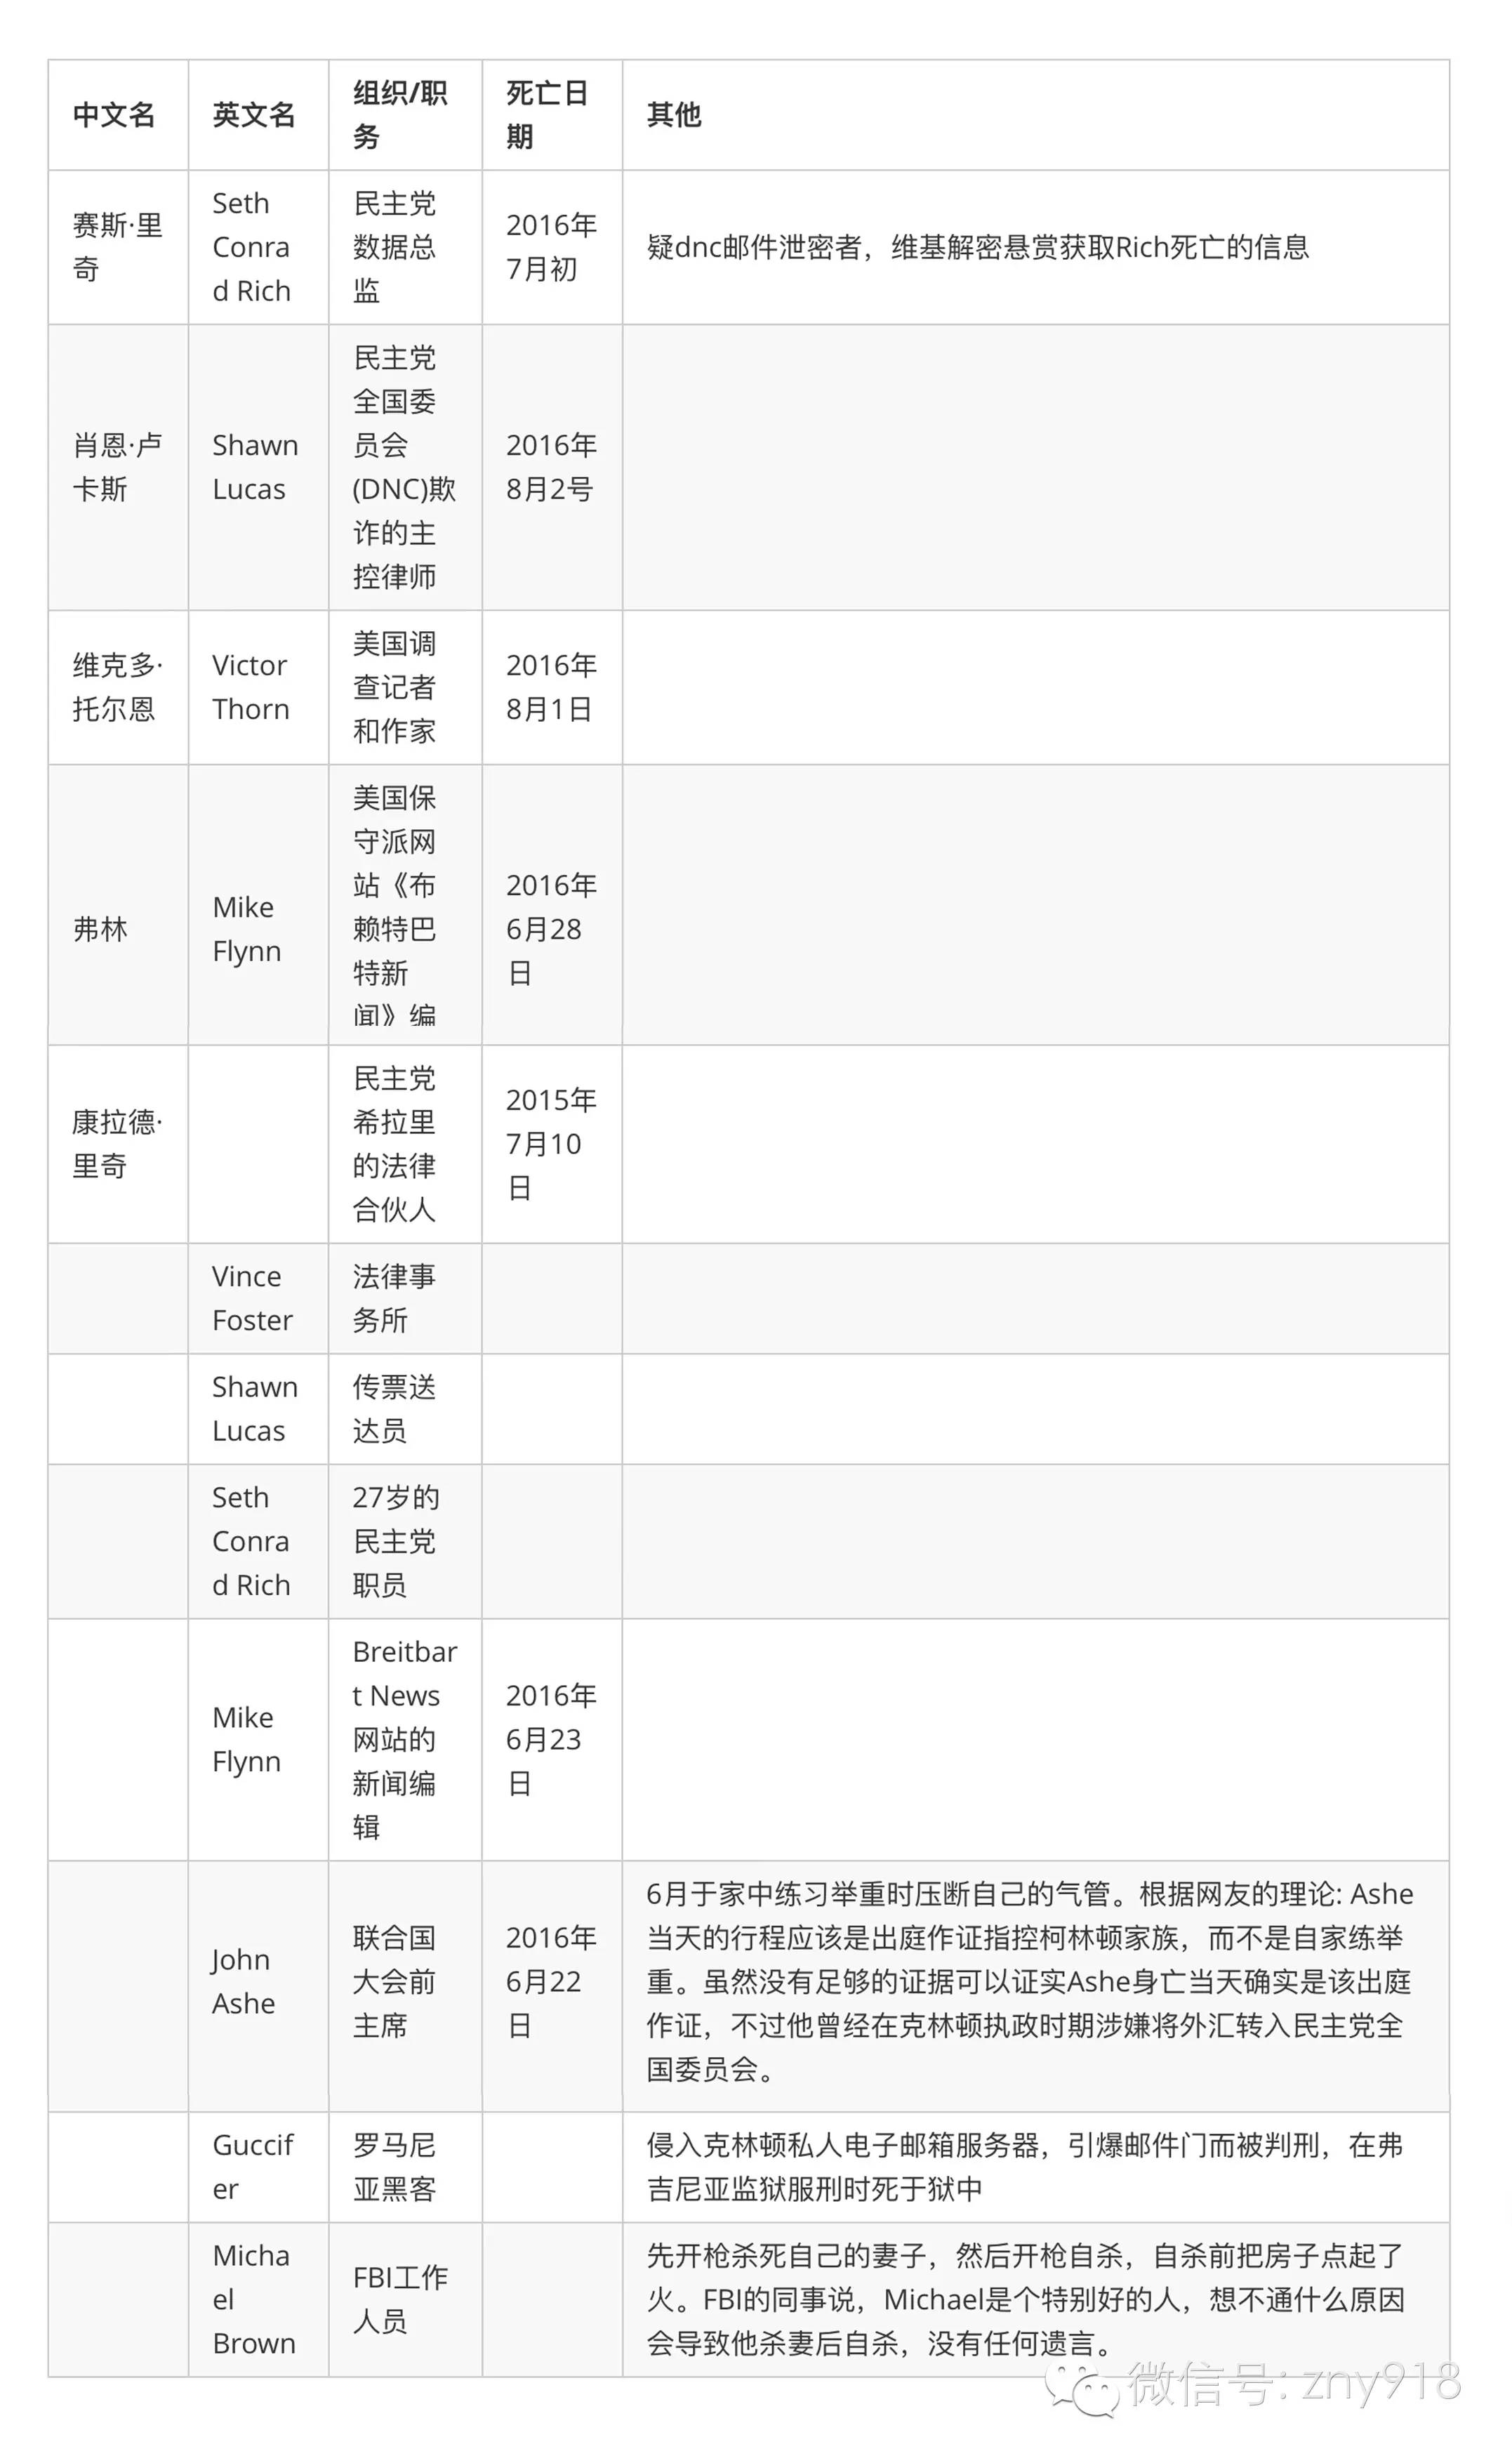 中文名
英文名
组织/职
务
死亡日
期
其他
赛斯·里
奇
Seth
Conra
d Rich
民主党
数据总
监
2016年
7月初
疑dnc邮件泄密者，维基解密悬赏获取Rich死亡的信息
肖恩·卢
卡斯
Shawn
Lucas
民主党
全国委
员会
(DNC)欺
诈的主
控律师
2016年
8月2号
维克多·
托尔恩
Victor
Thorn
美国调
查记者
和作家
2016年
8月1日
弗林
Mike
Flynn
美国保
守派网
站《布
赖特巴
特新
闻》编
2016年
6月28
日
康拉德·
里奇
民主党
希拉里
的法律
合伙人
2015年
7月10
日
Vince
Foster
法律事
务所
Shawn
Lucas
传票送
达员
Seth
Conra
d Rich
27岁的
民主党
职员
Mike
Flynn
Breitbar
t News
网站的
新闻编
辑
2016年
6月23
日
John
Ashe
联合国
大会前
主席
2016年
6月22
日
6月于家中练习举重时压断自己的气管。根据网友的理论: Ashe
当天的行程应该是出庭作证指控柯林顿家族，而不是自家练举
重。虽然没有足够的证据可以证实Ashe身亡当天确实是该出庭
作证，不过他曾经在克林顿执政时期涉嫌将外汇转入民主党全
国委员会。
Guccif
er
罗马尼
亚黑客
侵入克林顿私人电子邮箱服务器，引爆邮件门而被判刑，在弗
吉尼亚监狱服刑时死于狱中
Micha
el
Brown
FBI工作
人员
先开枪杀死自己的妻子，然后开枪自杀，自杀前把房子点起了
火。FBI的同事说，Michael是个特别好的人，想不通什么原因
会导致他杀妻后自杀，没有任何遗言。
微信号: zny918